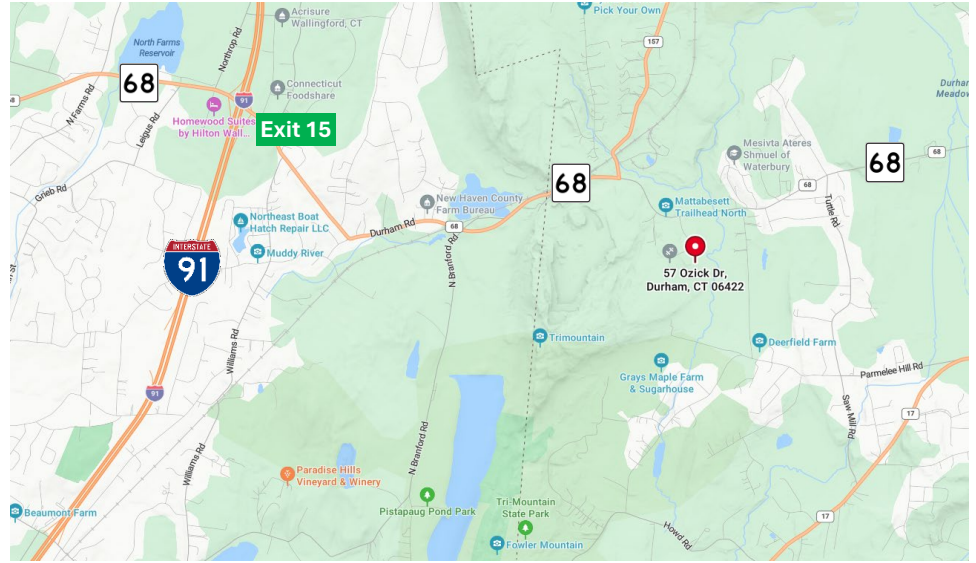 Acrisure
Wallingford, CT
Pick Your Own
157
North Farms
Reservoir
Northrop Rd
68
68
N Farms Rd
Connecticut
Foodshare
91
Homewood Suites
by Hilton Wall...
Exit 15
Leigus Rd
Durham
Meadow
Mesivta Ateres
Shmuel of
Waterbury
68
68
68
68
Grieb Rd
New Haven County
Farm Bureau
Mattabesett
Trailhead North
Tuttle Rd
Northeast Boat
Hatch Repair LLC
Durham Rd
68
Muddy River
N Branford Rd
INTERSTATE
91
57 Ozick Dr,
Durham, CT 06422
Williams Rd
Trimountain
Deerfield Farm
Grays Maple Farm
& Sugarhouse
Parmelee Hill Rd
91
Saw Mill Rd
17
N Branford Rd
Williams Rd
Paradise Hills
Vineyard & Winery
Pistapaug Pond Park
Tri-Mountain
State Park
17
Beaumont Farm
Howd Rd
Fowler Mountain